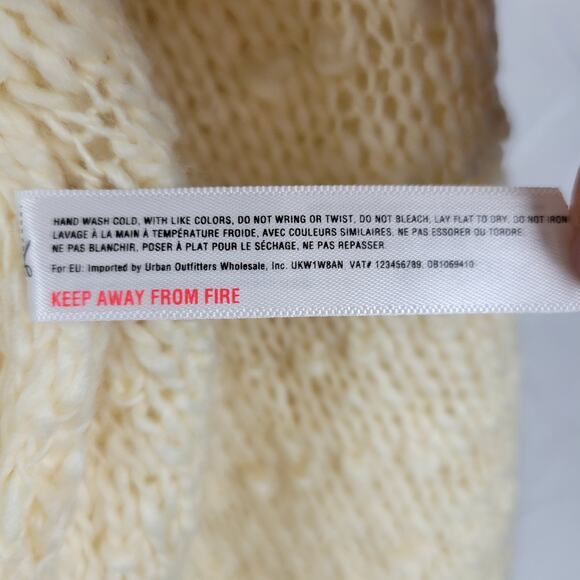 HAND WASH COLD, WITH LIKE COLORS, DO NOT WRING OR TWIST, DO NOT BLEACH, LAY FLAT TO DRY, DO NOT IRON
LAVAGE À LA MAIN À TEMPÉRATURE FROIDE, AVEC COULEURS SIMILAIRES, NE PAS ESSORER OU TORDRE,
NE PAS BLANCHIR, POSER À PLAT POUR LE SÉCHAGE, NE PAS REPASSER.
For EU: Imported by Urban Outfitters Wholesale, Inc. UKW1W8AN, VAT# 123456789, 0B1069410.
KEEP AWAY FROM FIRE